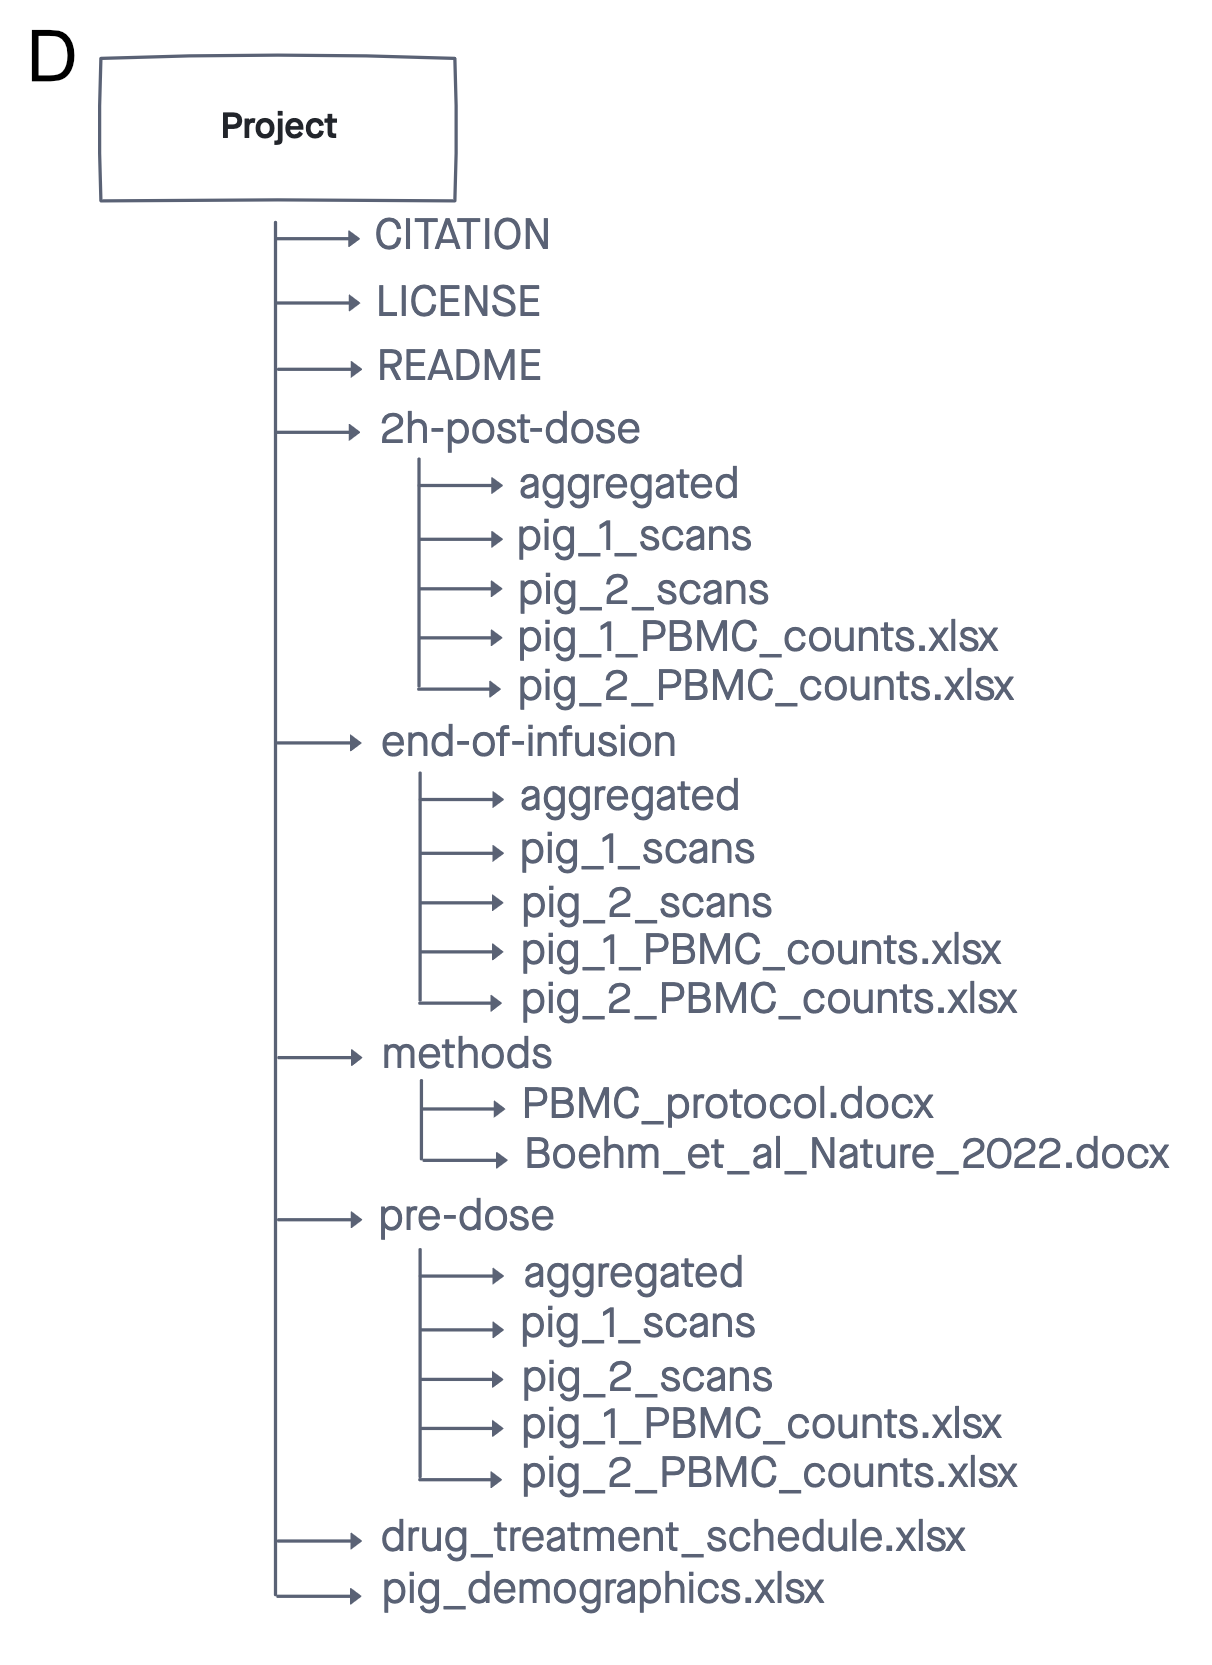 D
Project
CITATION
LICENSE
README
2h-post-dose
aggregated
pig_1_scans
pig_2_scans
pig_1_PBMC_counts.xlsx
pig_2_PBMC_counts.xlsx
end-of-infusion
aggregated
pig_1_scans
pig_2_scans
pig_1_PBMC_counts.xlsx
pig_2_PBMC_counts.xlsx
methods
PBMC_protocol.docx
Boehm_et_al_Nature_2022.docx
pre-dose
aggregated
pig_1_scans
pig_2_scans
pig_1_PBMC_counts.xlsx
pig_2_PBMC_counts.xlsx
drug_treatment_schedule.xlsx
pig_demographics.xlsx